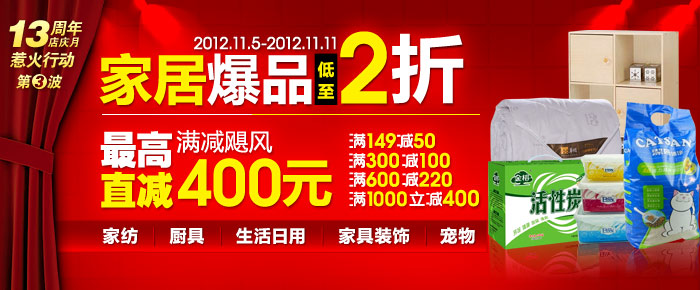 13周年
店庆月
惹火行动
第3波
2012.11.5-2012.11.11
家居爆品低至2折
最高满减飓风
直减400元
满149减50
满300减100
满600减220
满1000立减400
家纺 厨具 生活日用 家具装饰 宠物
活性炭